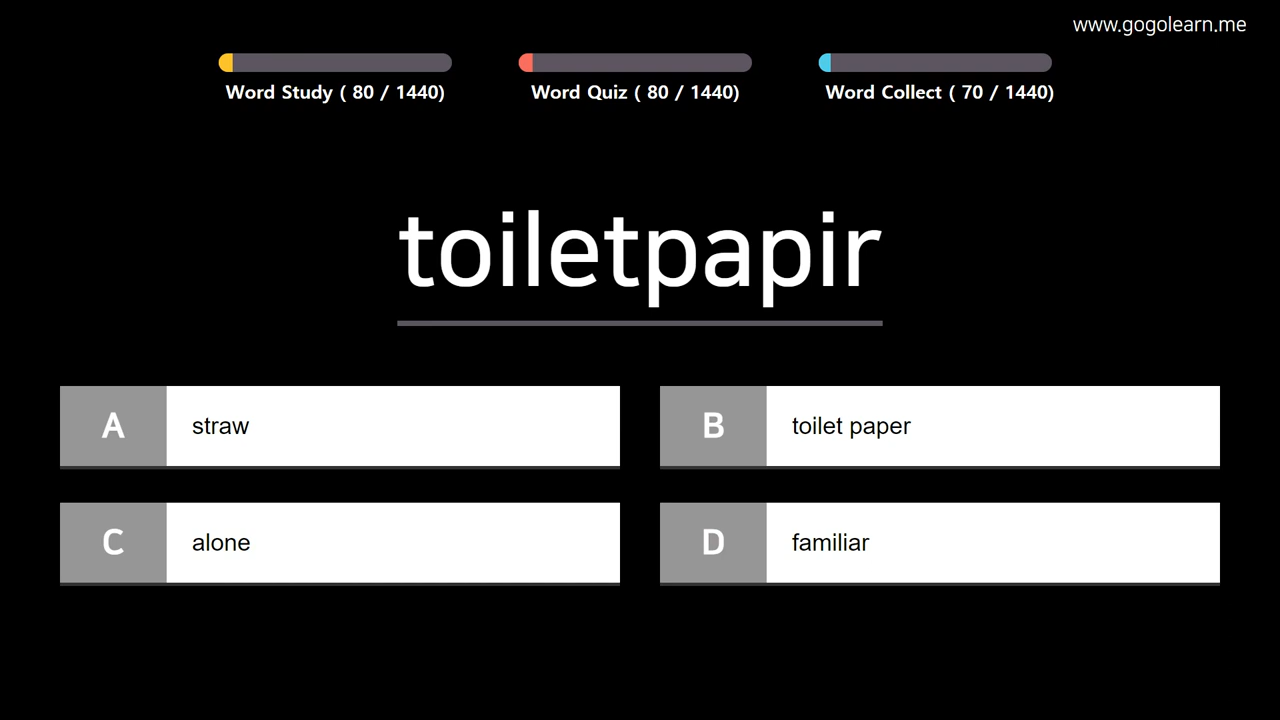 www.gogolearn.me
Word Study ( 80 / 1440)
Word Quiz ( 80 / 1440)
Word Collect ( 70 / 1440)
toiletpapir
A straw
B toilet paper
C alone
D familiar